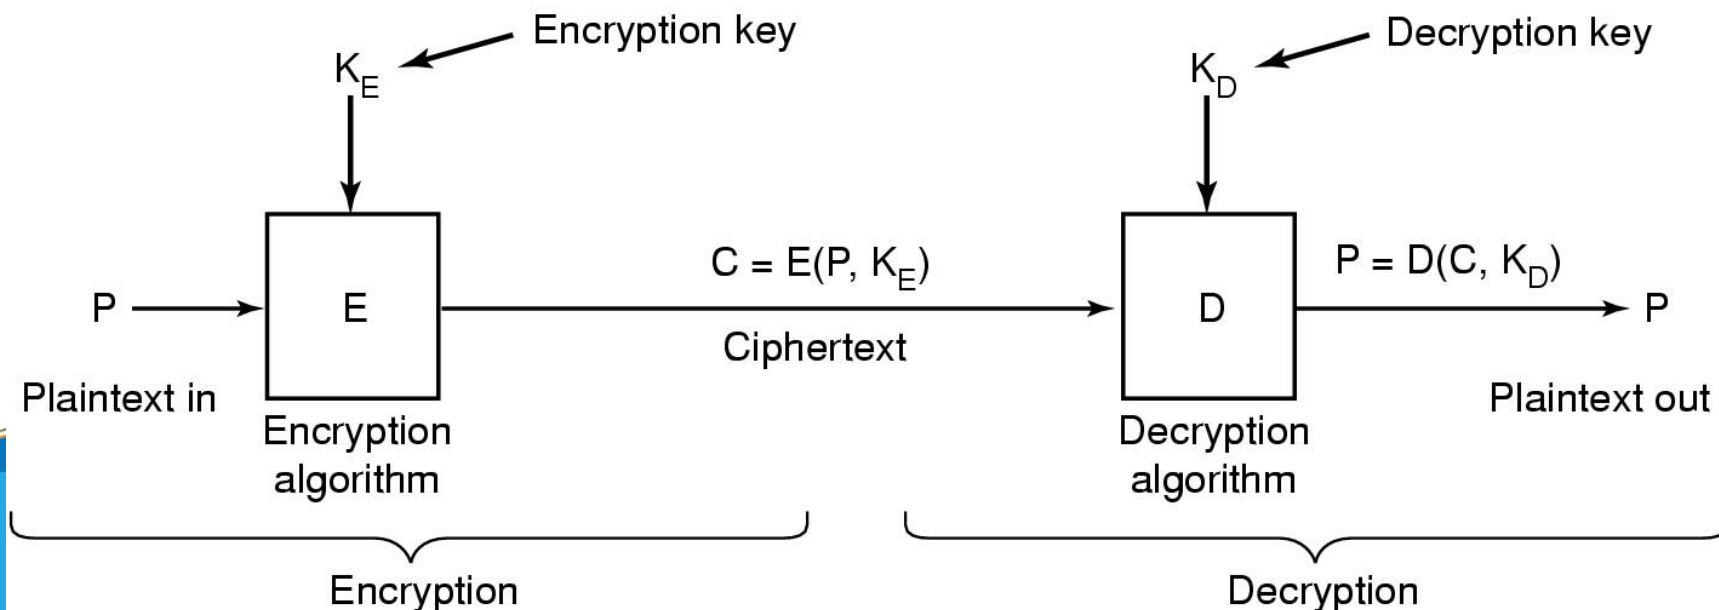 Encryption key
Decryption key
K_E
K_D
C = E(P, K_E)
P = D(C, K_D)
P
E
D
P
Ciphertext
Plaintext in
Plaintext out
Encryption
algorithm
Decryption
algorithm
Encryption
Decryption